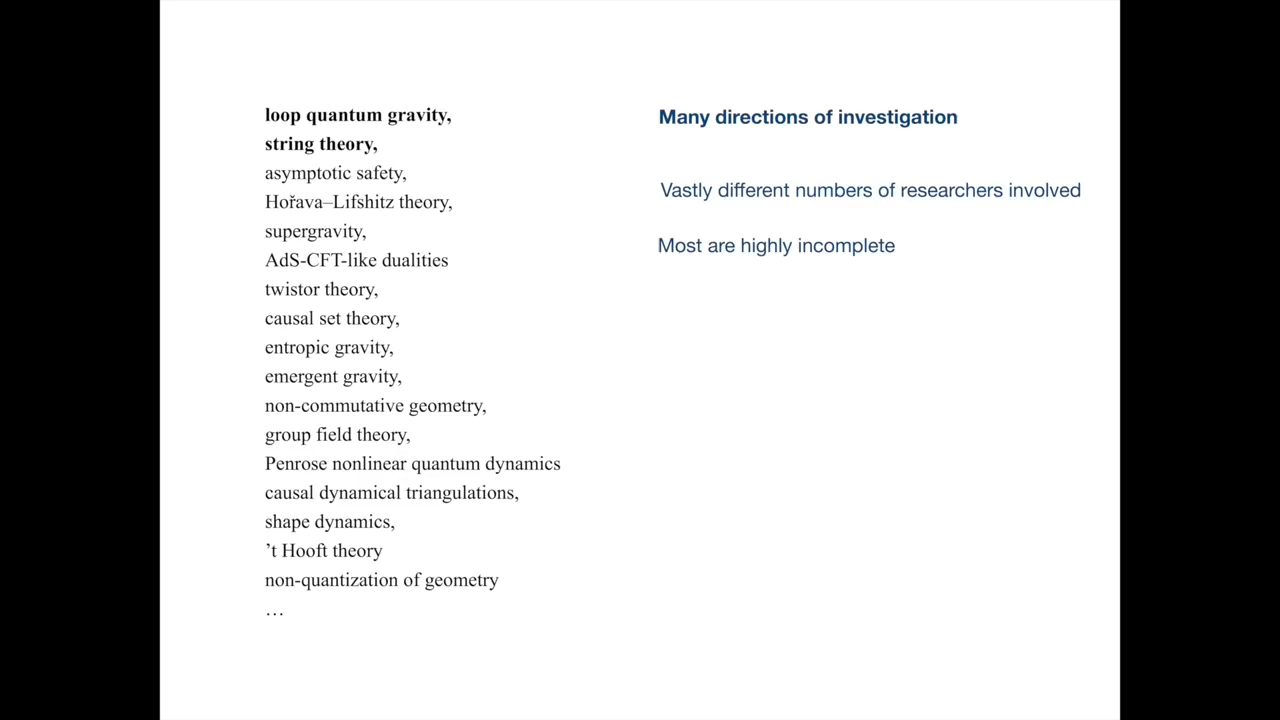 loop quantum gravity,
string theory,
asymptotic safety,
Hořava–Lifshitz theory,
supergravity,
AdS-CFT-like dualities
twistor theory,
causal set theory,
entropic gravity,
emergent gravity,
non-commutative geometry,
group field theory,
Penrose nonlinear quantum dynamics
causal dynamical triangulations,
shape dynamics,
’t Hooft theory
non-quantization of geometry
…
Many directions of investigation
Vastly different numbers of researchers involved
Most are highly incomplete